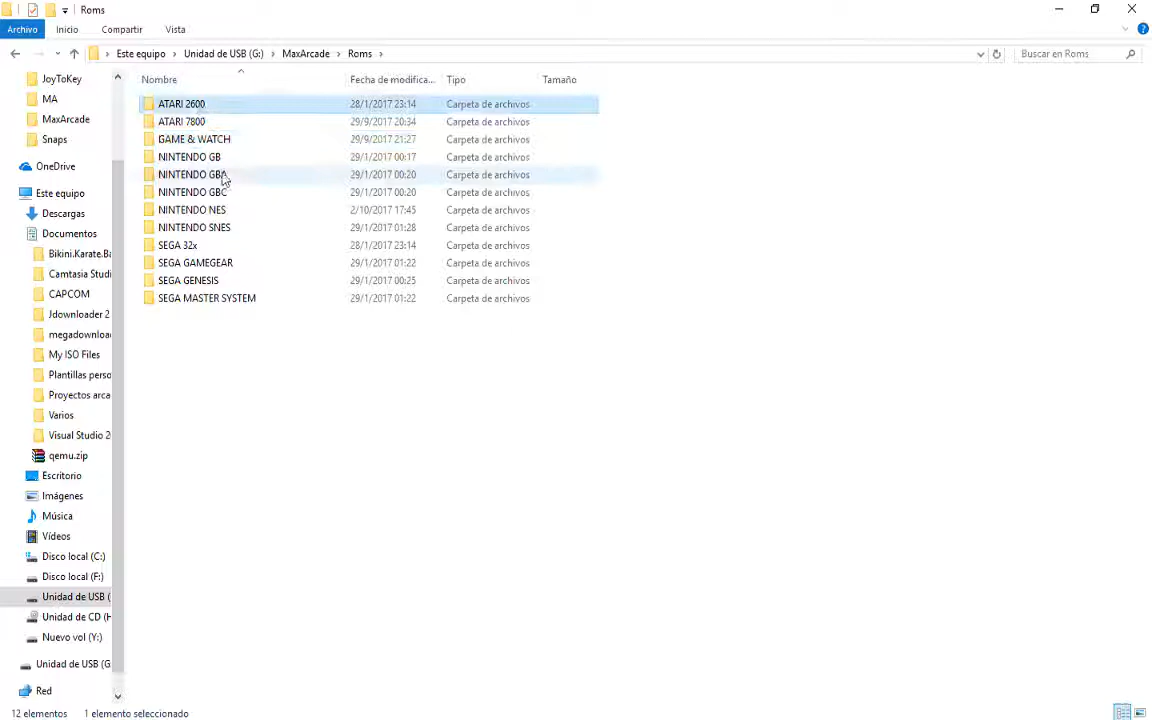 Roms
Archivo Inicio Compartir Vista
Este equipo > Unidad de USB (G:) > MaxArcade > Roms > Buscar en Roms
JoyToKey
MA
MaxArcade
Snaps
OneDrive
Este equipo
Descargas
Documentos
Bikini.Karate.Ba
Camtasia Studi
CAPCOM
Jdownloader 2
megadownloa
My ISO Files
Plantillas perso
Proyectos arca
Varios
Visual Studio 2
qemu.zip
Escritorio
Imágenes
Música
Vídeos
Disco local (C:)
Disco local (F:)
Unidad de USB (
Unidad de CD (H
Nuevo vol (Y:)
Unidad de USB (G:
Red
Nombre Fecha de modifica... Tipo Tamaño
ATARI 2600 28/1/2017 23:14 Carpeta de archivos
ATARI 7800 29/9/2017 20:34 Carpeta de archivos
GAME & WATCH 29/9/2017 21:27 Carpeta de archivos
NINTENDO GB 29/1/2017 00:17 Carpeta de archivos
NINTENDO GBA 29/1/2017 00:20 Carpeta de archivos
NINTENDO GBC 29/1/2017 00:20 Carpeta de archivos
NINTENDO NES 2/10/2017 17:45 Carpeta de archivos
NINTENDO SNES 29/1/2017 01:28 Carpeta de archivos
SEGA 32x 28/1/2017 23:14 Carpeta de archivos
SEGA GAMEGEAR 29/1/2017 01:22 Carpeta de archivos
SEGA GENESIS 29/1/2017 00:25 Carpeta de archivos
SEGA MASTER SYSTEM 29/1/2017 01:22 Carpeta de archivos
12 elementos 1 elemento seleccionado